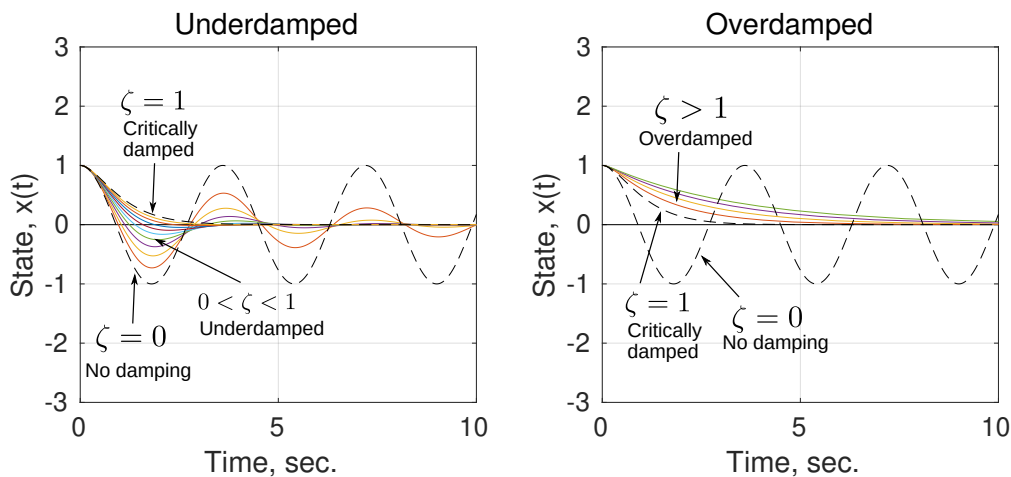 Underdamped
3
2
1
0
-1
-2
-3
State, x(t)
ζ = 1
Critically
damped
0 < ζ < 1
Underdamped
ζ = 0
No damping
0
5
10
Time, sec.
Overdamped
3
2
1
0
-1
-2
-3
State, x(t)
ζ > 1
Overdamped
ζ = 1
Critically
damped
ζ = 0
No damping
0
5
10
Time, sec.